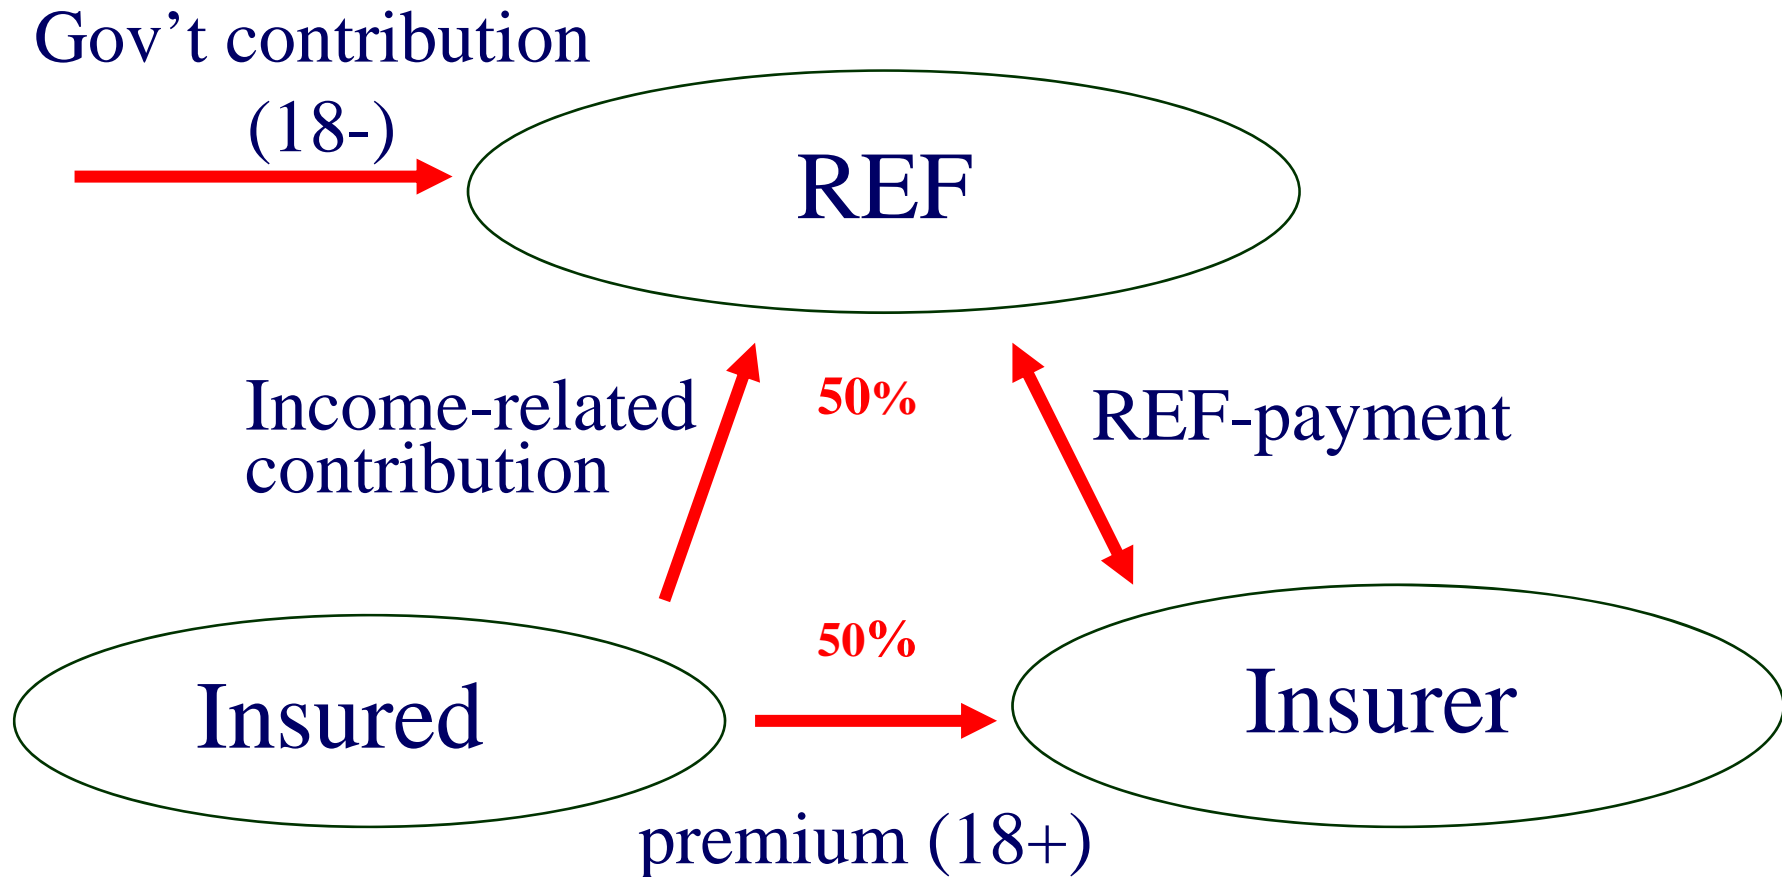 Gov’t contribution
(18-)
REF
Income-related
contribution
50%
REF-payment
50%
Insured
Insurer
premium (18+)